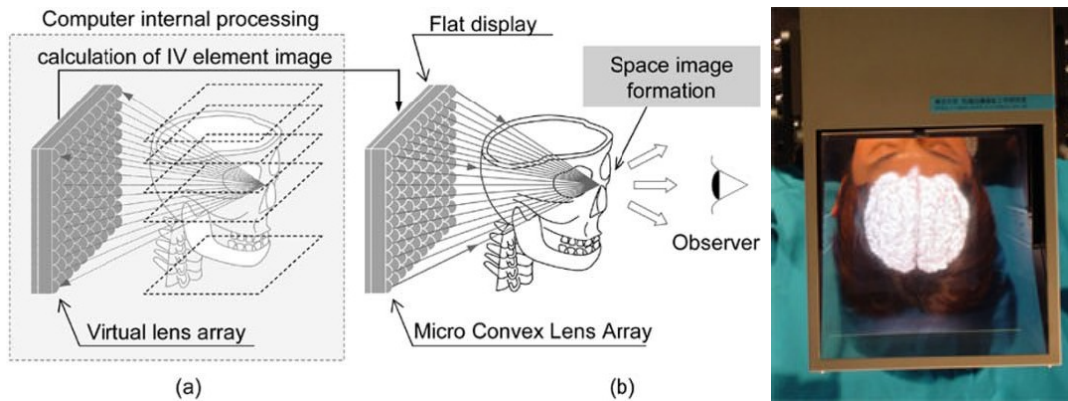 Computer internal processing
calculation of IV element image
Virtual lens array
(a)
Flat display
Space image
formation
Observer
Micro Convex Lens Array
(b)